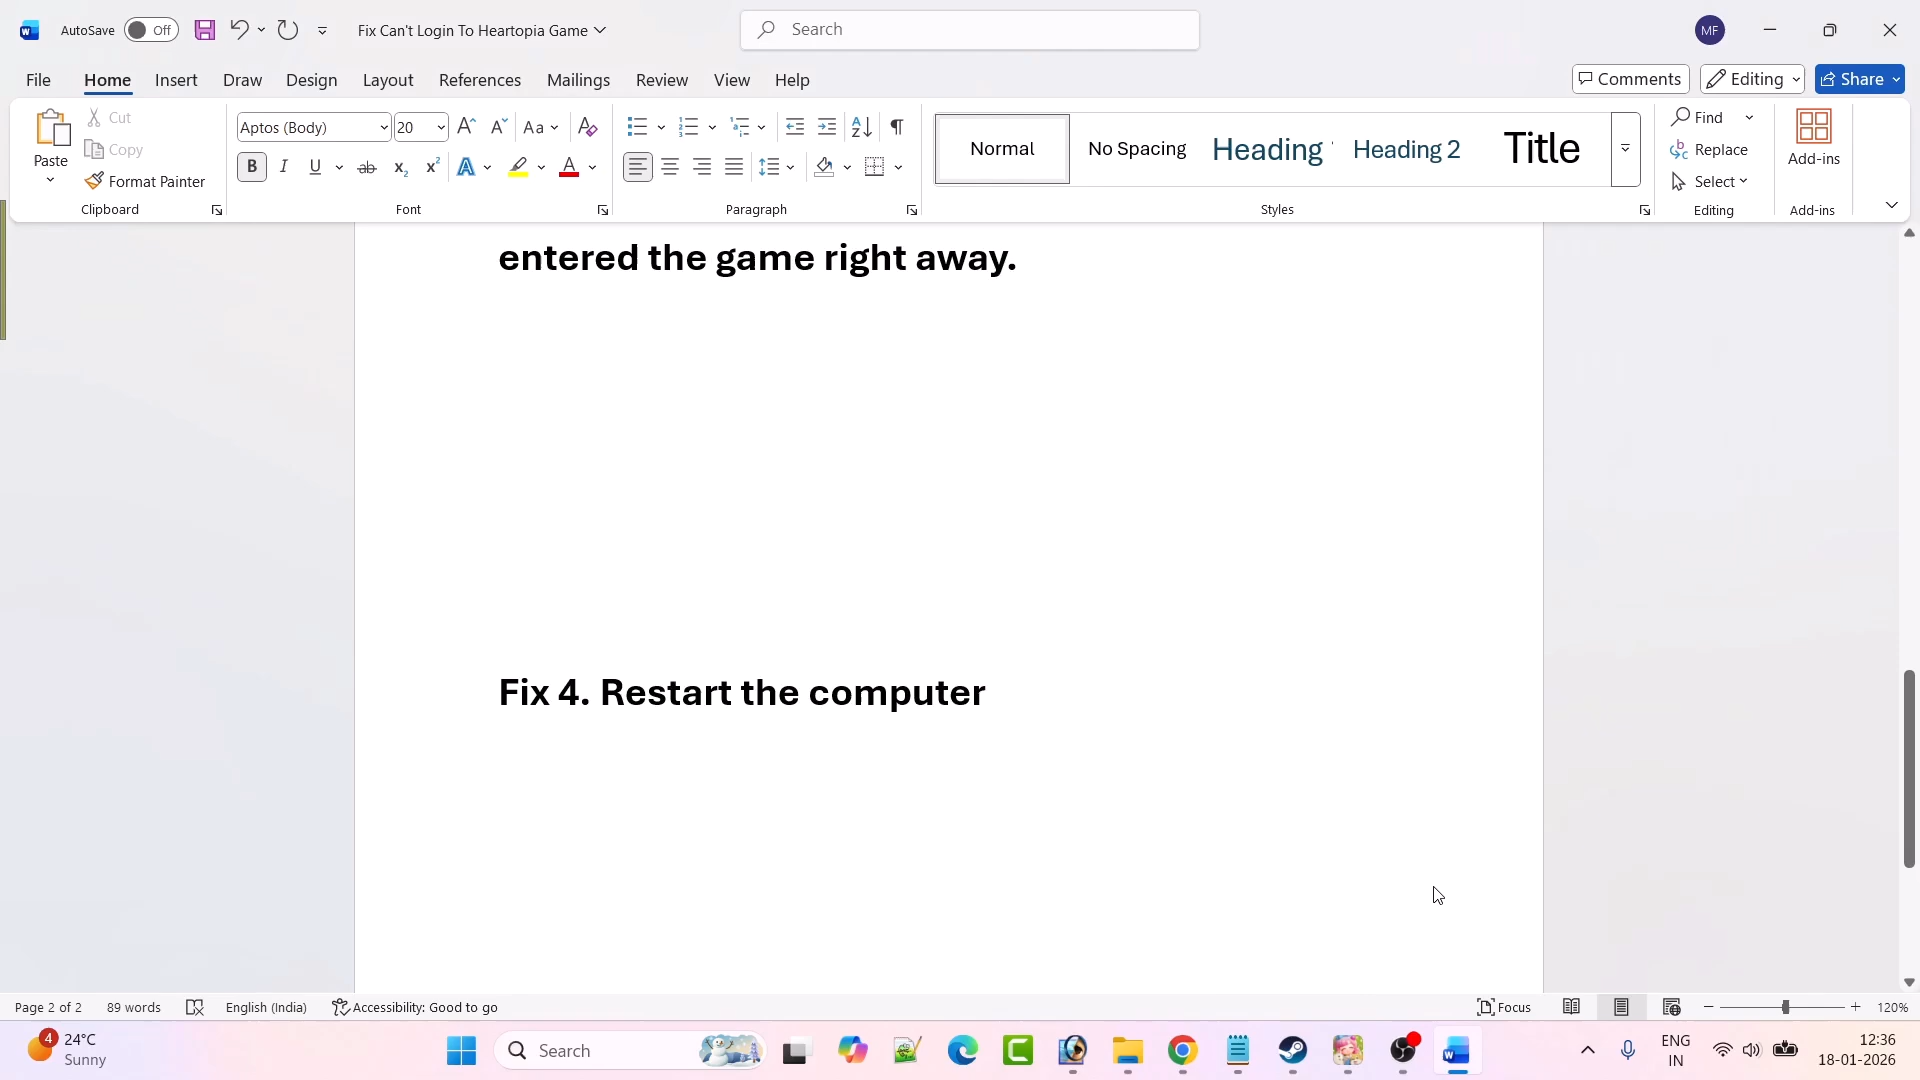 AutoSave Off Fix Can't Login To Heartopia Game Search MF
File Home Insert Draw Design Layout References Mailings Review View Help Comments Editing Share
Paste Cut Copy Format Painter Clipboard
Aptos (Body) 20 Font
Paragraph
Normal No Spacing Heading Heading 2 Title Styles
Find Replace Select Editing
Add-ins Add-ins
entered the game right away.
Fix 4. Restart the computer
Page 2 of 2 89 words English (India) Accessibility: Good to go Focus 120%
4 24°C Sunny
Search
ENG IN
12:36
18-01-2026